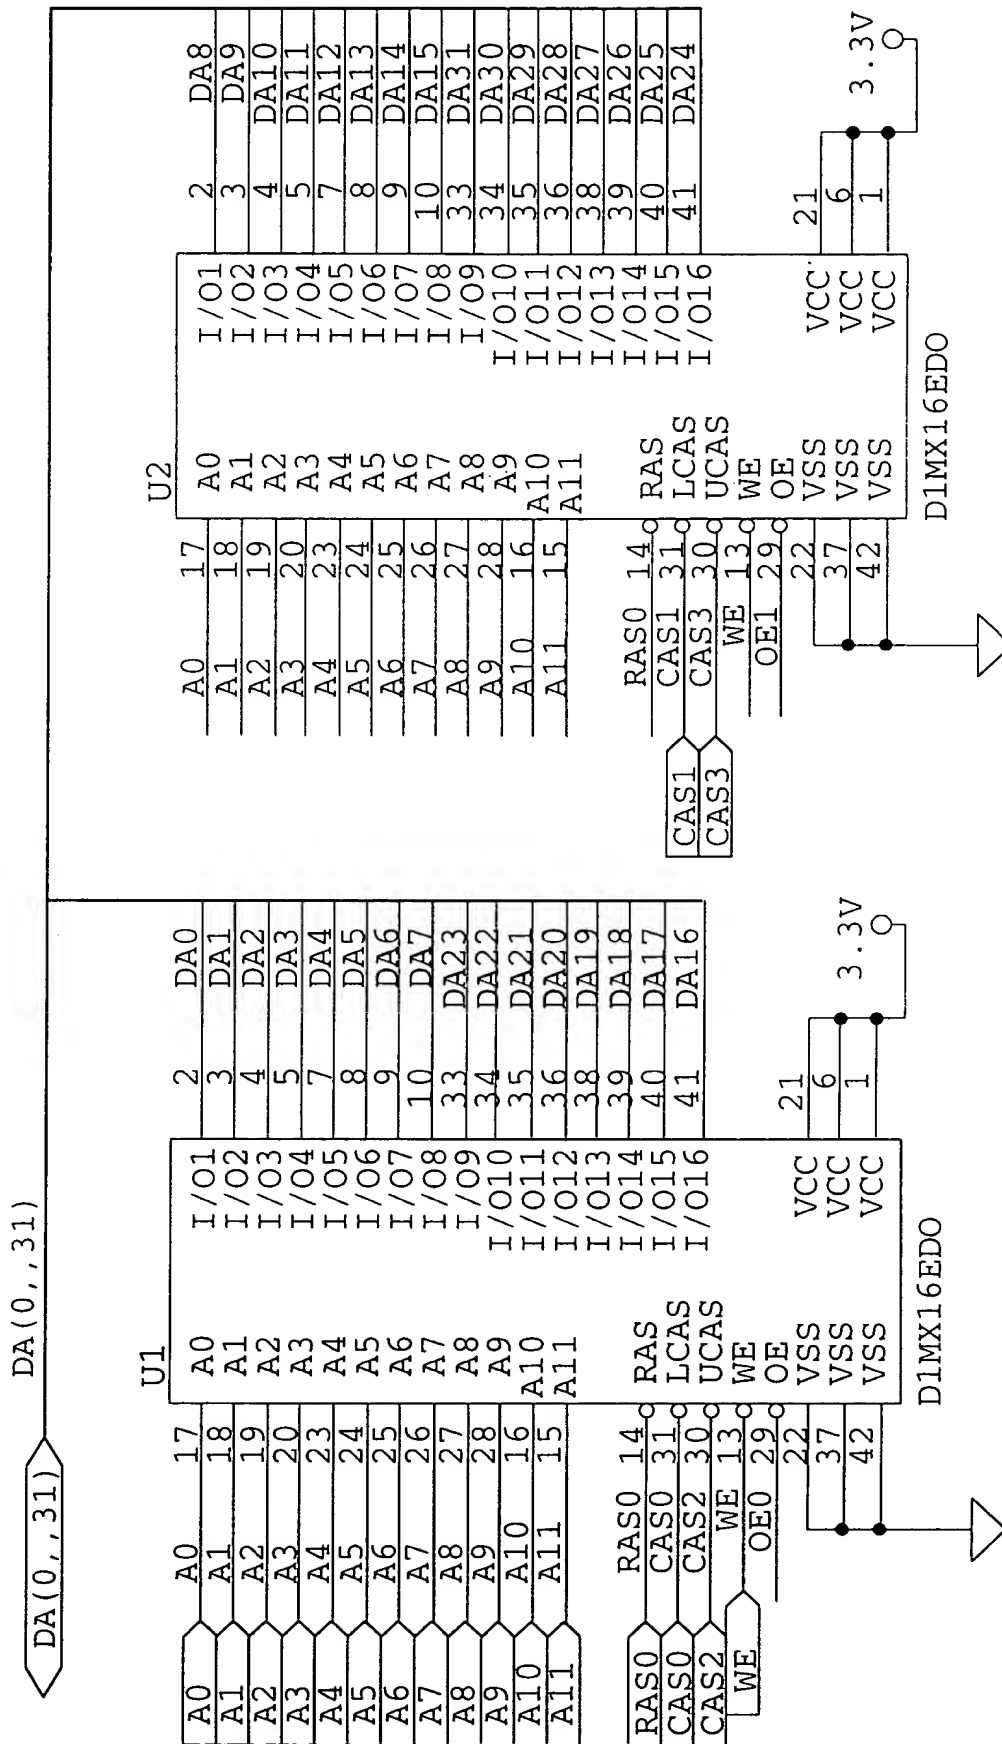 DA(0,,31)
DA(0,,31)
U1
A0 A0 17 A0 I/O1 2 DA0
A1 A1 18 A1 I/O2 3 DA1
A2 A2 19 A2 I/O3 4 DA2
A3 A3 20 A3 I/O4 5 DA3
A4 A4 23 A4 I/O5 7 DA4
A5 A5 24 A5 I/O6 8 DA5
A6 A6 25 A6 I/O7 9 DA6
A7 A7 26 A7 I/O8 10 DA7
A8 A8 27 A8 I/O9 33 DA23
A9 A9 28 A9 I/O10 34 DA22
A10 A10 16 A10 I/O11 35 DA21
A11 A11 15 A11 I/O12 36 DA20
I/O13 38 DA19
I/O14 39 DA18
I/O15 40 DA17
I/O16 41 DA16
RAS0 RAS0 14 RAS
CAS0 CAS0 31 LCAS
CAS2 CAS2 30 UCAS
WE WE 13 WE
OE0 29 OE
22 VSS VCC 21
37 VSS VCC 6
42 VSS VCC 1
3.3V
D1MX16EDO
U2
A0 17 A0 I/O1 2 DA8
A1 18 A1 I/O2 3 DA9
A2 19 A2 I/O3 4 DA10
A3 20 A3 I/O4 5 DA11
A4 23 A4 I/O5 7 DA12
A5 24 A5 I/O6 8 DA13
A6 25 A6 I/O7 9 DA14
A7 26 A7 I/O8 10 DA15
A8 27 A8 I/O9 33 DA31
A9 28 A9 I/O10 34 DA30
A10 16 A10 I/O11 35 DA29
A11 15 A11 I/O12 36 DA28
I/O13 38 DA27
I/O14 39 DA26
I/O15 40 DA25
I/O16 41 DA24
RAS0 14 RAS
CAS1 CAS1 31 LCAS
CAS3 CAS3 30 UCAS
WE 13 WE
OE1 29 OE
22 VSS VCC 21
37 VSS VCC 6
42 VSS VCC 1
3.3V
D1MX16EDO